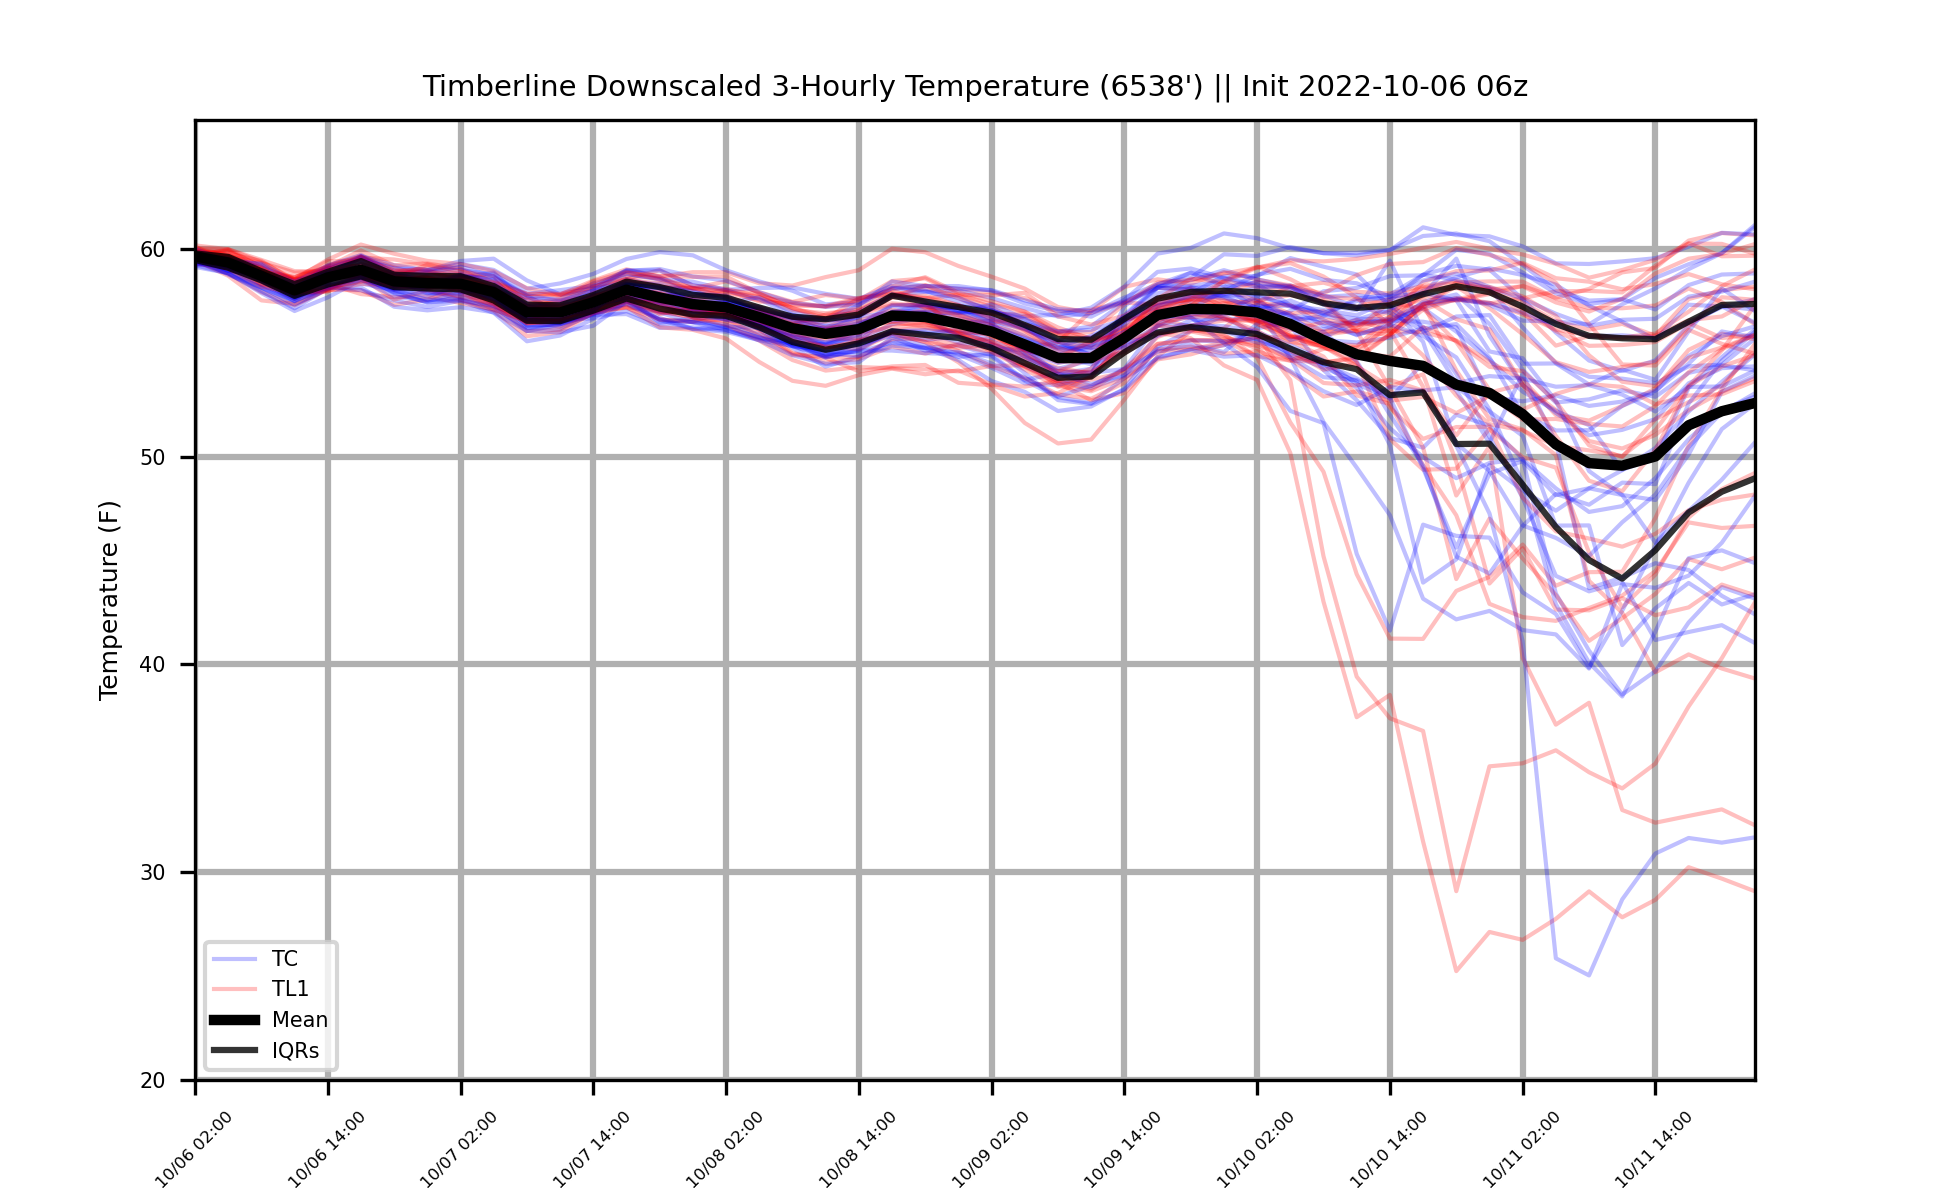 Timberline Downscaled 3-Hourly Temperature (6538') || Init 2022-10-06 06z
Temperature (F)
60
50
40
30
20
TC
TL1
Mean
IQRs
10/06 02:00
10/06 14:00
10/07 02:00
10/07 14:00
10/08 02:00
10/08 14:00
10/09 02:00
10/09 14:00
10/10 02:00
10/10 14:00
10/11 02:00
10/11 14:00